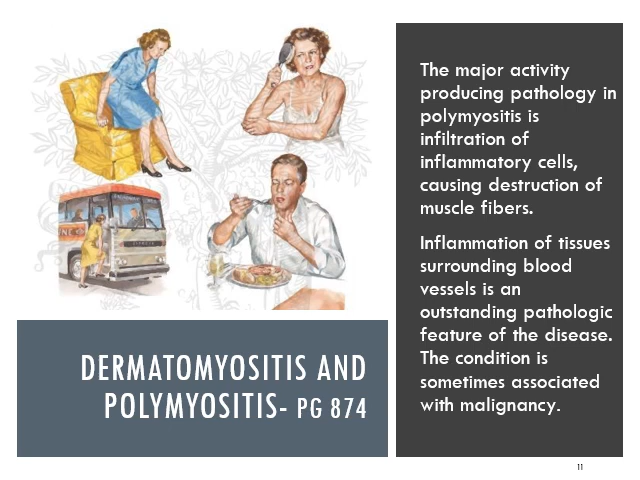 The major activity
producing pathology in
polymyositis is
infiltration of
inflammatory cells,
causing destruction of
muscle fibers.
Inflammation of tissues
surrounding blood
vessels is an
outstanding pathologic
feature of the disease.
The condition is
sometimes associated
with malignancy.
DERMATOMYOSITIS AND
POLYMYOSITIS- PG 874
11